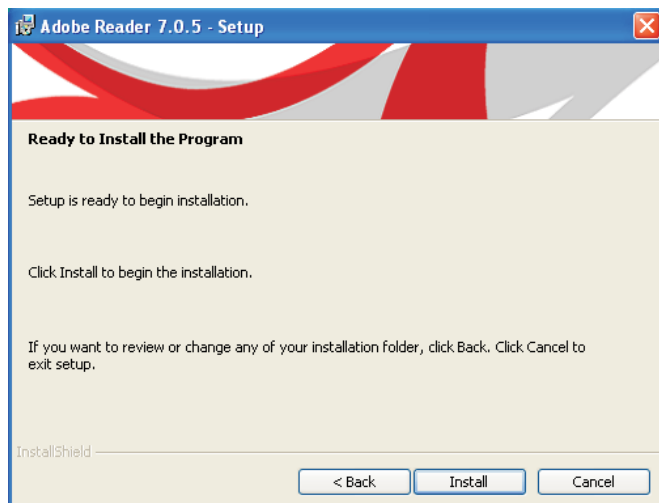 Adobe Reader 7.0.5 - Setup
Ready to Install the Program
Setup is ready to begin installation.
Click Install to begin the installation.
If you want to review or change any of your installation folder, click Back. Click Cancel to
exit setup.
InstallShield
< Back Install Cancel